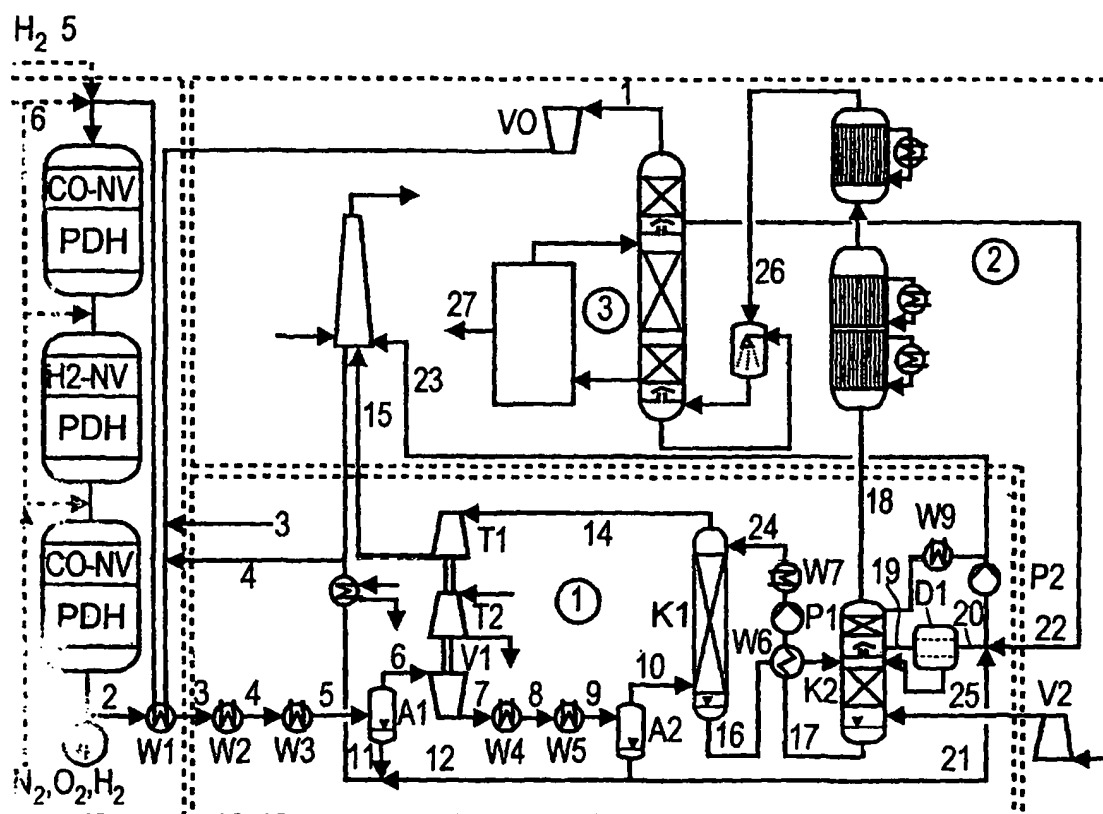 H₂ 5
6
1
VO
CO-NV
PDH
26
2
3
27
H2-NV
PDH
23
15
18
3
14
24
W9
T1
4
CO-NV
PDH
1
W7
19
D1
P2
K1
P1
T2
W6
20
22
6
V1
10
K2
25
V2
2
3
4
5
A1
7
8
9
A2
16
17
W1
W2
W3
11
12
W4
W5
21
N₂,O₂,H₂